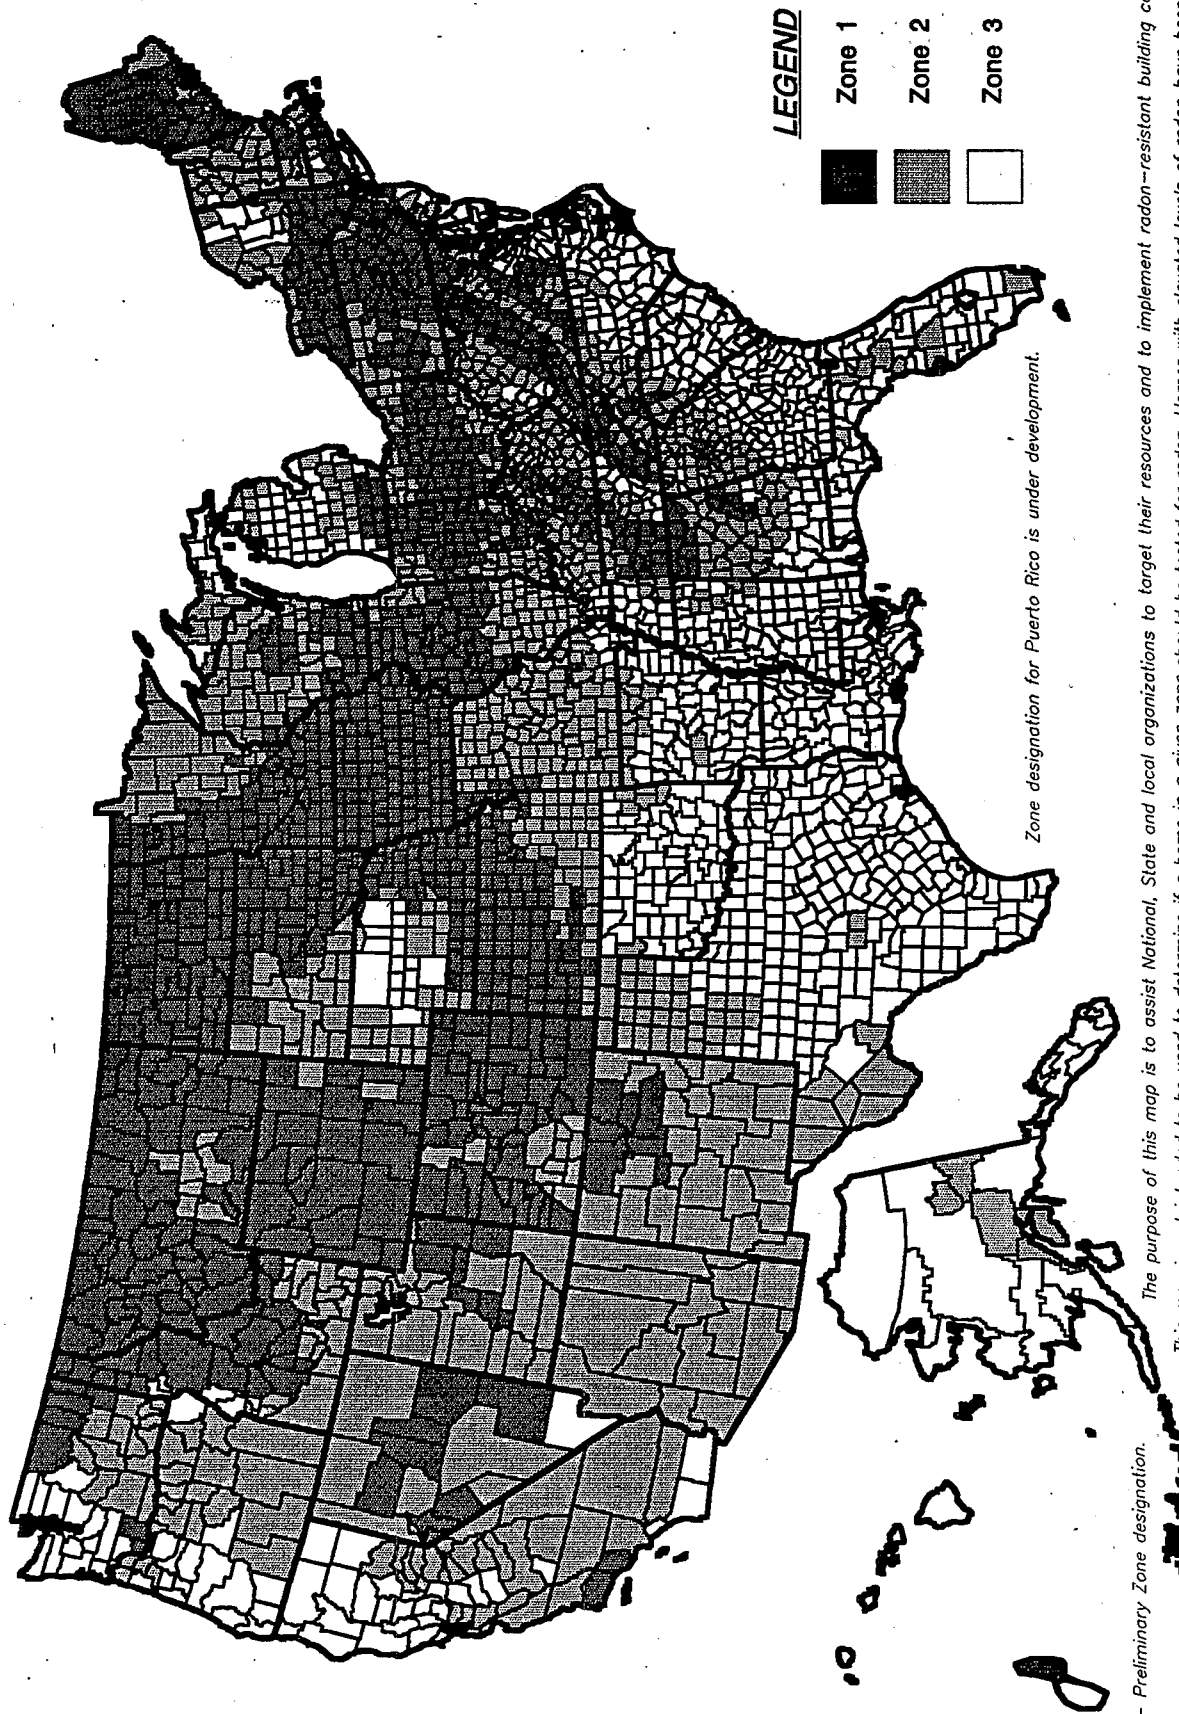 LEGEND
Zone 1
Zone 2
Zone 3
Zone designation for Puerto Rico is under development.
– Preliminary Zone designation.
The purpose of this map is to assist National, State and local organizations to target their resources and to implement radon–resistant building